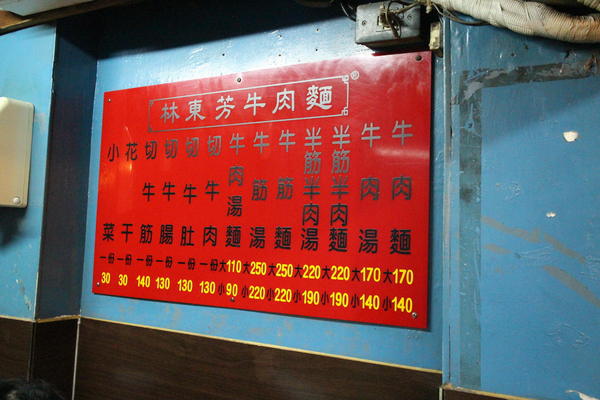 林東芳牛肉麵®
牛肉麵 大170 小140
牛肉湯 大170 小140
半筋半肉麵 大220 小190
半筋半肉湯 大220 小190
牛筋麵 大250 小220
牛筋湯 大250 小220
牛肉湯麵 大110 小90
切牛肉 一份 130
切牛肚 一份 130
切牛腸 一份 130
切牛筋 一份 140
花干 一份 30
小菜 一份 30